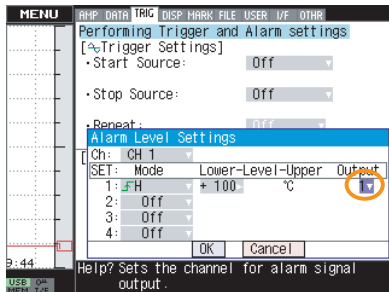 MENU AMP DATA TRIG DISP MARK FILE USER I/F OTHR
Performing Trigger and Alarm settings
[Trigger Settings]
・Start Source: Off
・Stop Source: Off
・Repeat: Off
Alarm Level Settings
[ Ch: CH 1
SET: Mode Lower-Level-Upper Output
1: H + 100 ℃ 1
2: Off
3: Off
4: Off
OK Cancel
9:44
Help? Sets the channel for alarm signal
output.
USB
MEM I/F